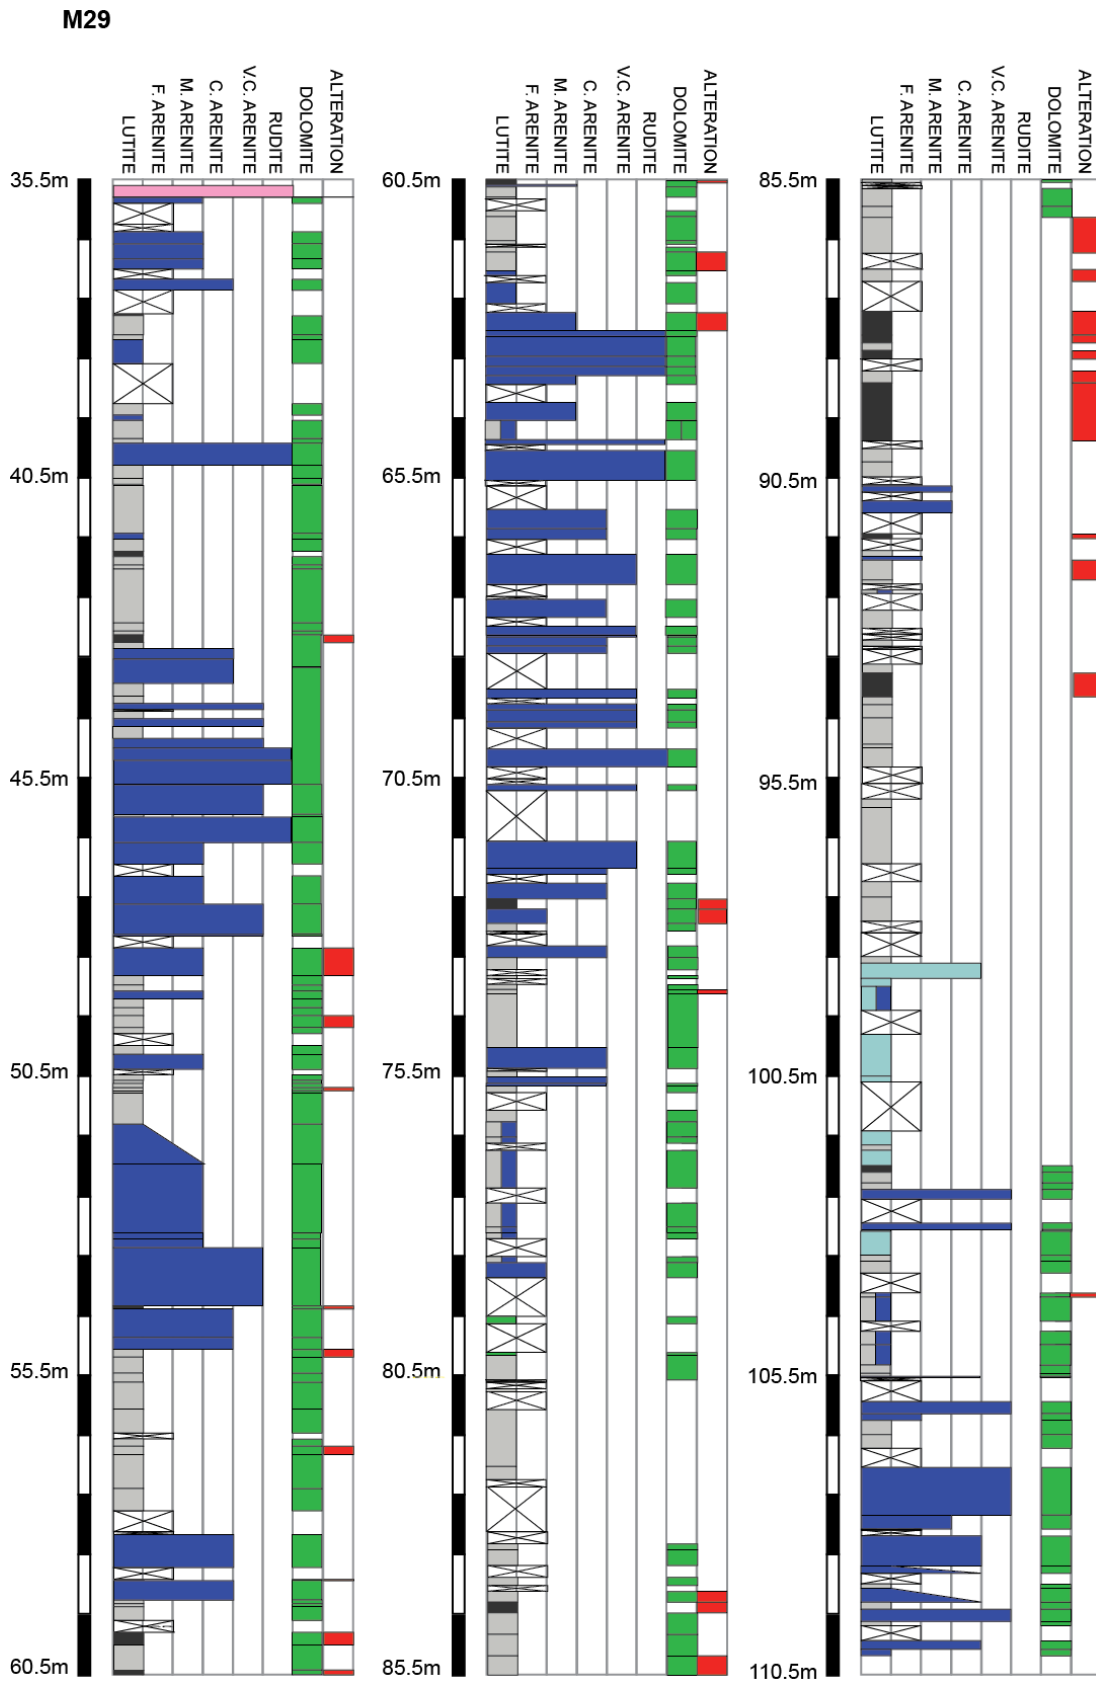 M29
LUTITE
F. ARENITE
M. ARENITE
C. ARENITE
V.C. ARENITE
RUDITE
DOLOMITE
ALTERATION
35.5m
40.5m
45.5m
50.5m
55.5m
60.5m
LUTITE
F. ARENITE
M. ARENITE
C. ARENITE
V.C. ARENITE
RUDITE
DOLOMITE
ALTERATION
60.5m
65.5m
70.5m
75.5m
80.5m
85.5m
LUTITE
F. ARENITE
M. ARENITE
C. ARENITE
V.C. ARENITE
RUDITE
DOLOMITE
ALTERATION
85.5m
90.5m
95.5m
100.5m
105.5m
110.5m